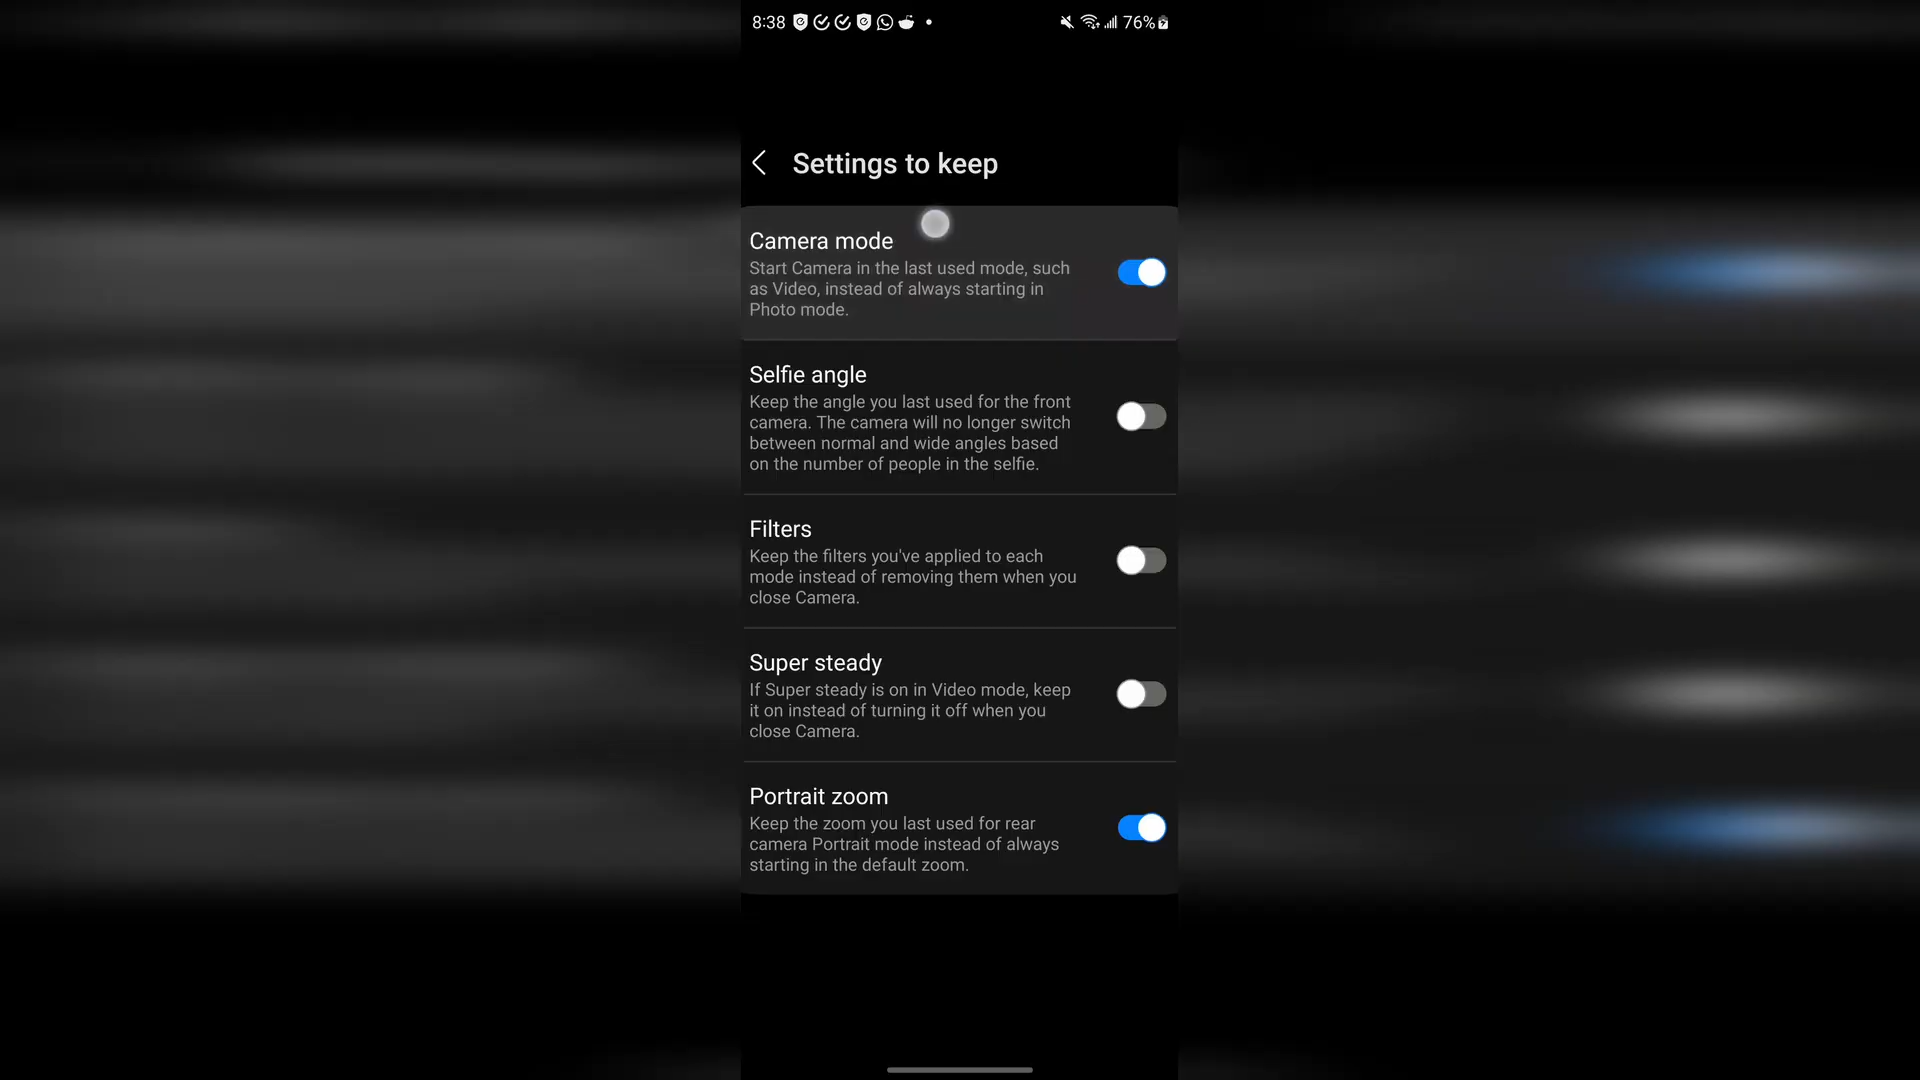 8:38
76%
Settings to keep
Camera mode
Start Camera in the last used mode, such
as Video, instead of always starting in
Photo mode.
Selfie angle
Keep the angle you last used for the front
camera. The camera will no longer switch
between normal and wide angles based
on the number of people in the selfie.
Filters
Keep the filters you've applied to each
mode instead of removing them when you
close Camera.
Super steady
If Super steady is on in Video mode, keep
it on instead of turning it off when you
close Camera.
Portrait zoom
Keep the zoom you last used for rear
camera Portrait mode instead of always
starting in the default zoom.